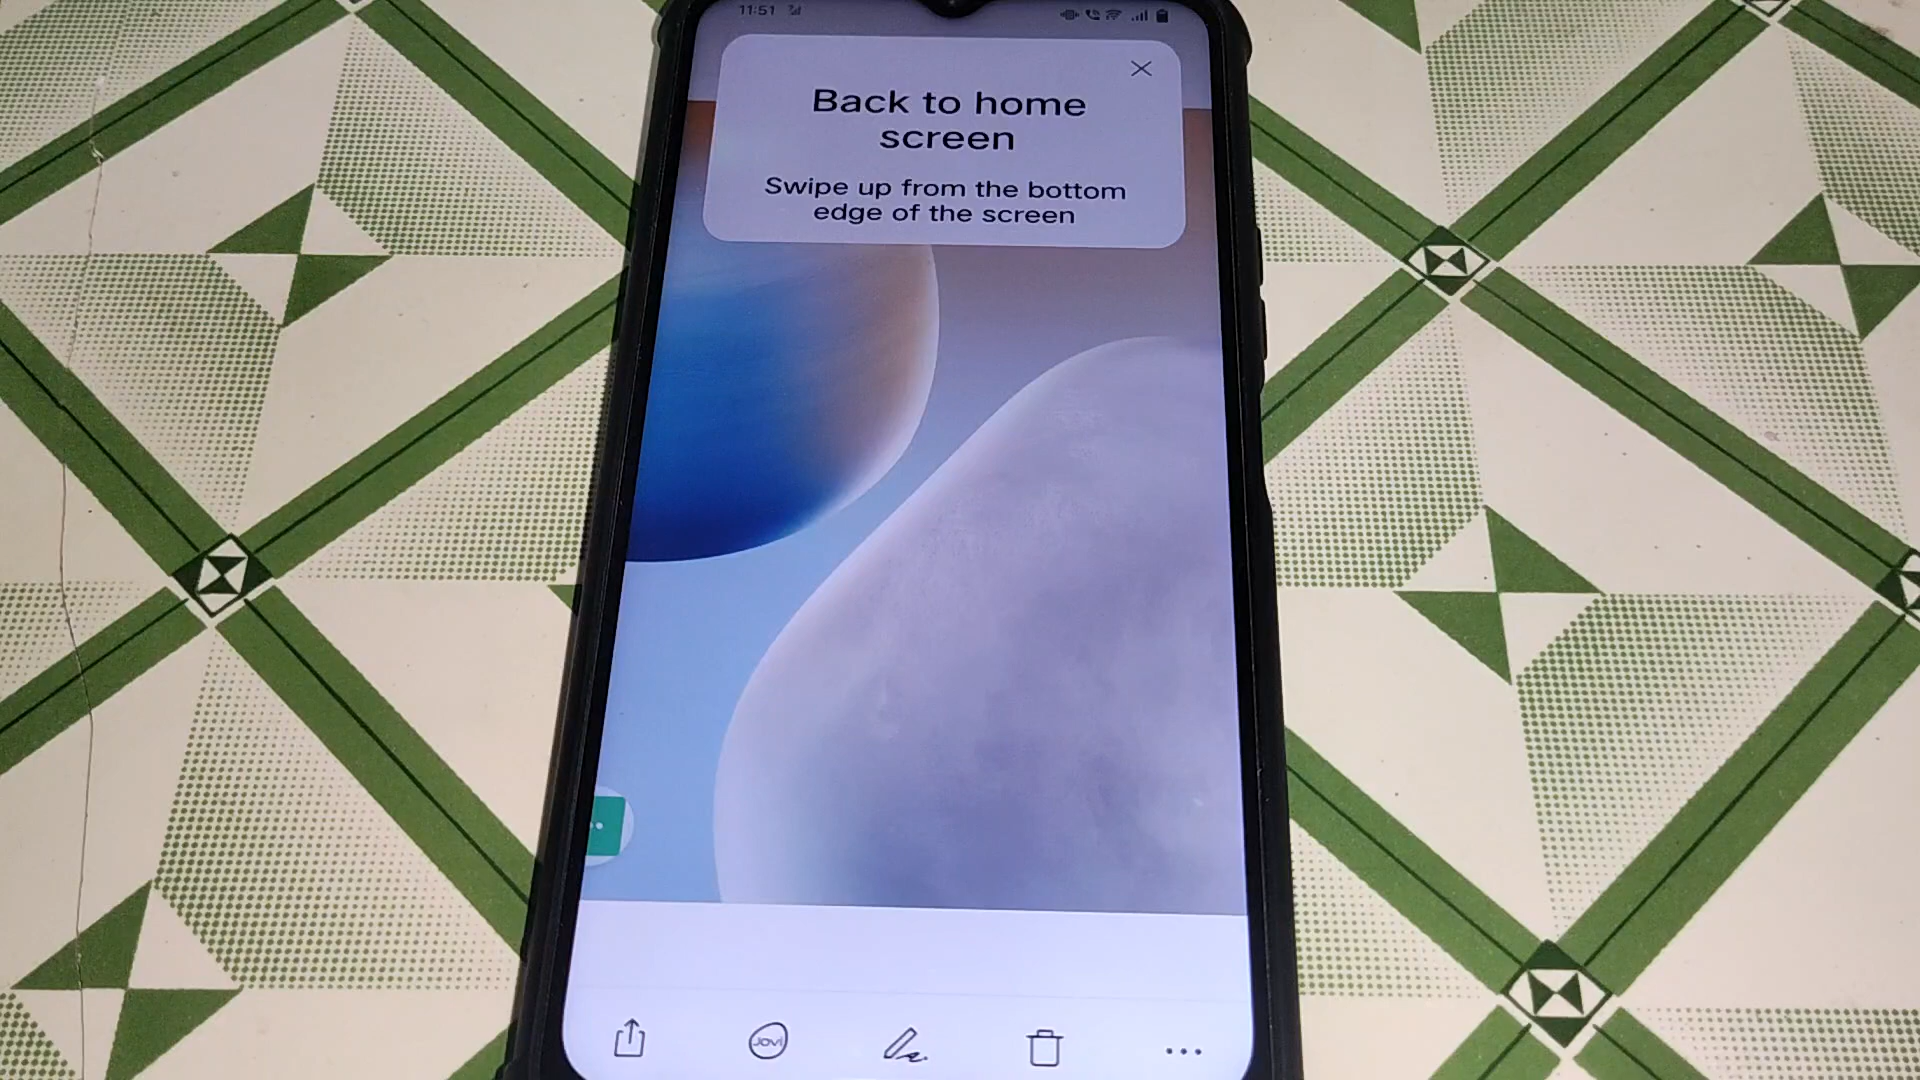 11:51
Back to home
screen
Swipe up from the bottom
edge of the screen
JOVI